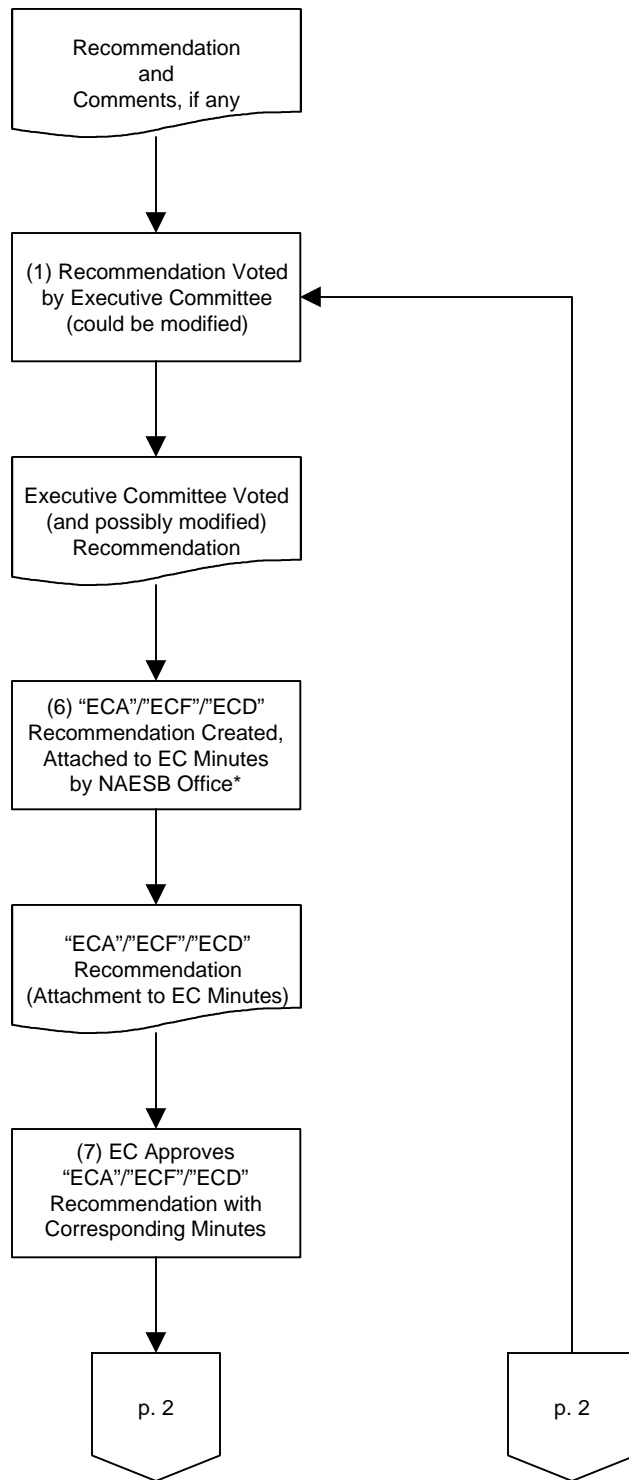 Recommendation
and
Comments, if any
(1) Recommendation Voted
by Executive Committee
(could be modified)
Executive Committee Voted
(and possibly modified)
Recommendation
(6) “ECA”/”ECF”/”ECD”
Recommendation Created,
Attached to EC Minutes
by NAESB Office*
“ECA”/”ECF”/”ECD”
Recommendation
(Attachment to EC Minutes)
(7) EC Approves
“ECA”/”ECF”/”ECD”
Recommendation with
Corresponding Minutes
p. 2
p. 2